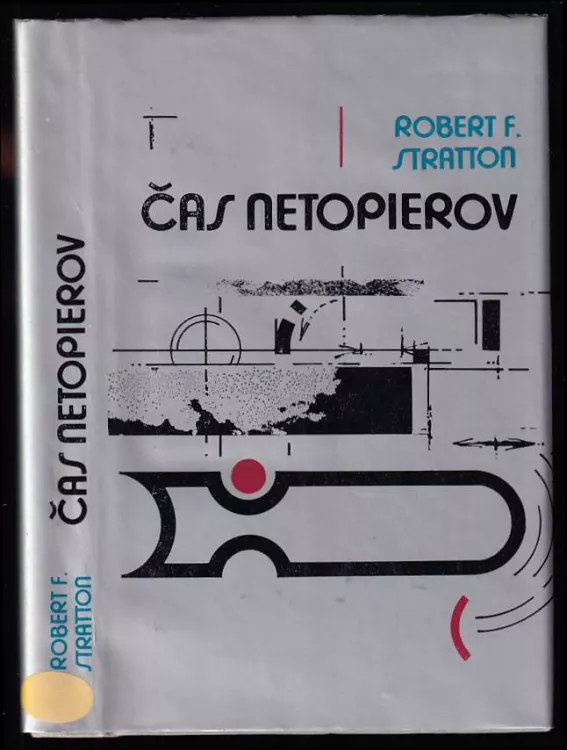 ROBERT F.
STRATTON
ČAS NETOPIEROV
ROBERT F.
STRATTON
ČAS NETOPIEROV